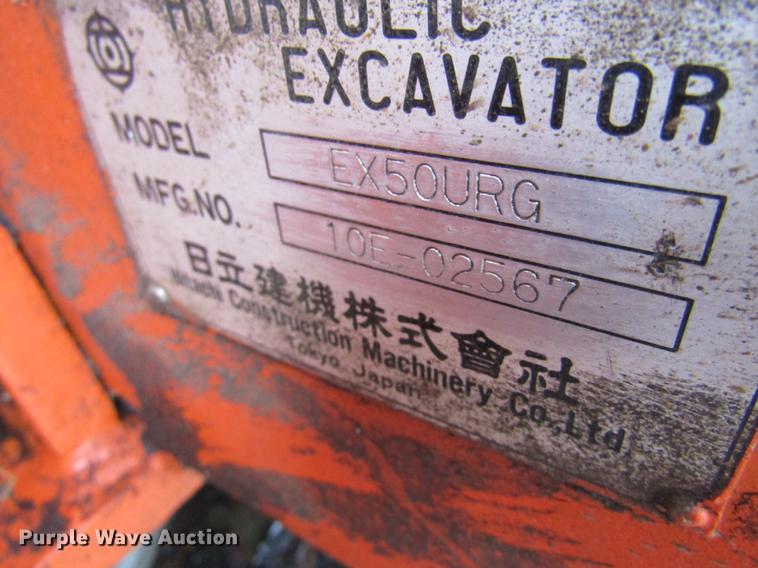 HYDRAULIC
EXCAVATOR
MODEL EX50URG
MFG.NO. 10E-02567
日立建機株式會社
Hitachi Construction Machinery Co.,Ltd
Tokyo Japan
Purple Wave Auction